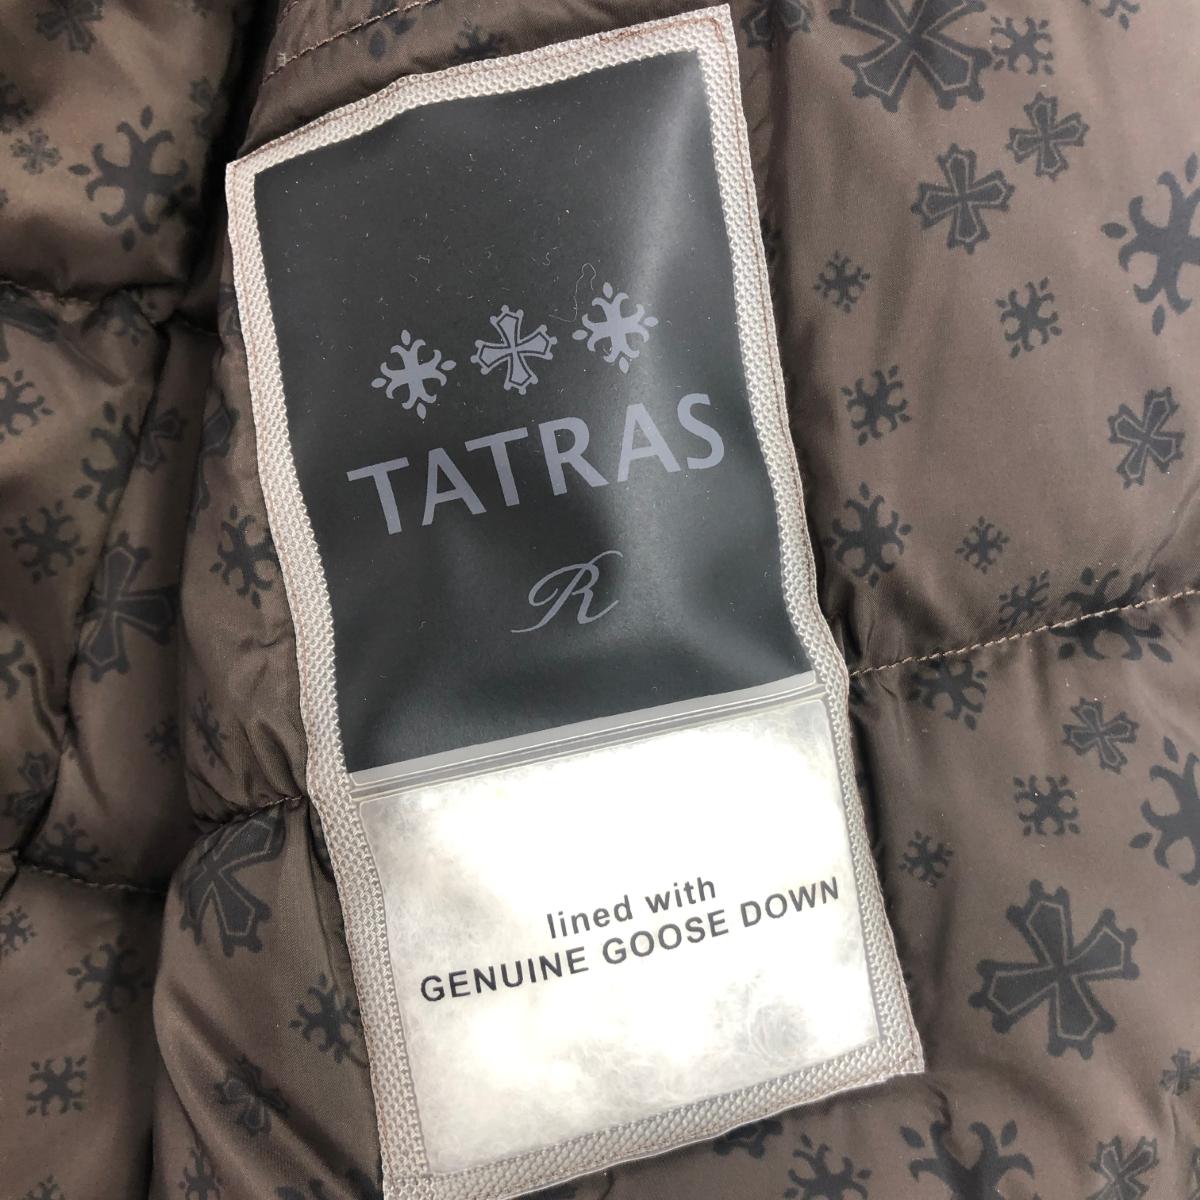 TATRAS
R
lined with
GENUINE GOOSE DOWN